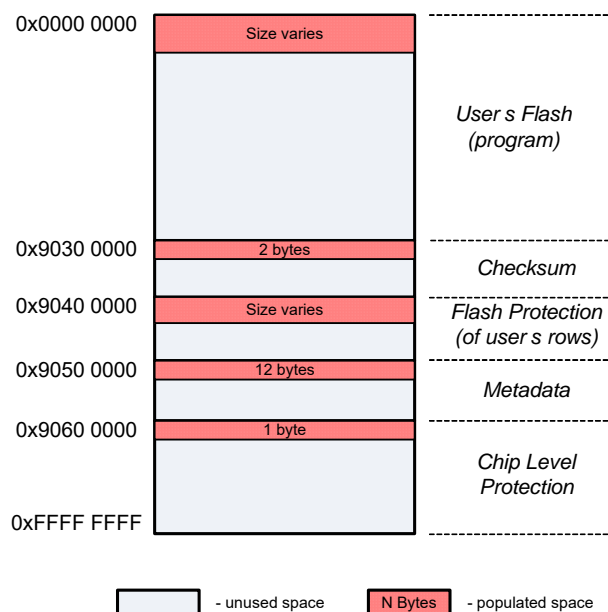 0x0000 0000
Size varies
User s Flash
(program)
0x9030 0000
2 bytes
Checksum
0x9040 0000
Size varies
Flash Protection
(of user s rows)
0x9050 0000
12 bytes
Metadata
0x9060 0000
1 byte
Chip Level
Protection
0xFFFF FFFF
- unused space
N Bytes
- populated space